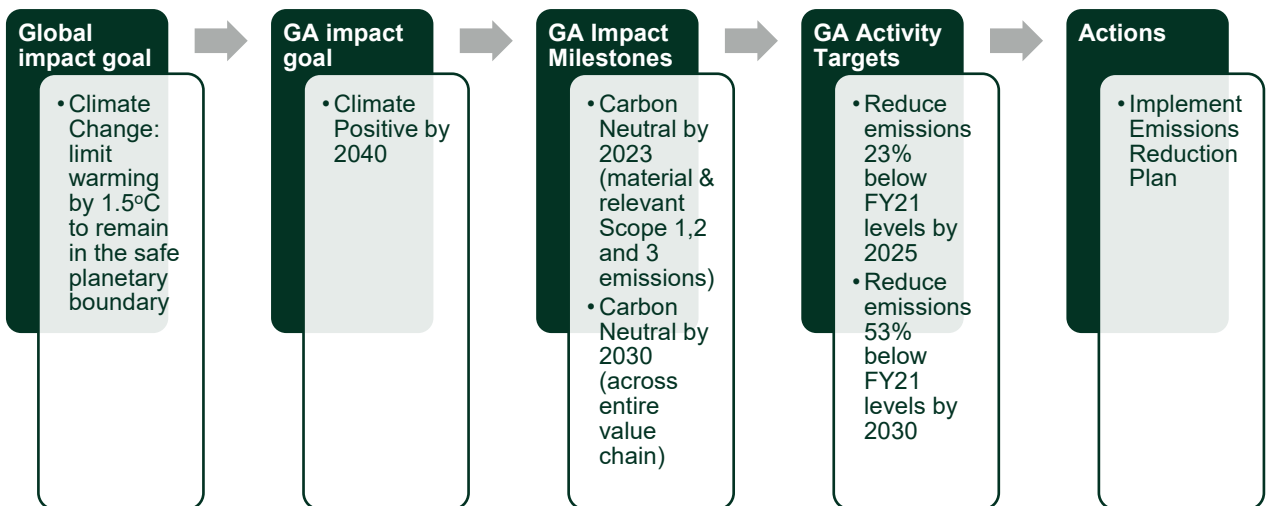 Global
impact goal
• Climate
Change:
limit
warming
by 1.5ºC
to remain
in the safe
planetary
boundary
GA impact
goal
• Climate
Positive by
2040
GA Impact
Milestones
• Carbon
Neutral by
2023
(material &
relevant
Scope 1,2
and 3
emissions)
• Carbon
Neutral by
2030
(across
entire
value
chain)
GA Activity
Targets
• Reduce
emissions
23%
below
FY21
levels by
2025
• Reduce
emissions
53%
below
FY21
levels by
2030
Actions
• Implement
Emissions
Reduction
Plan